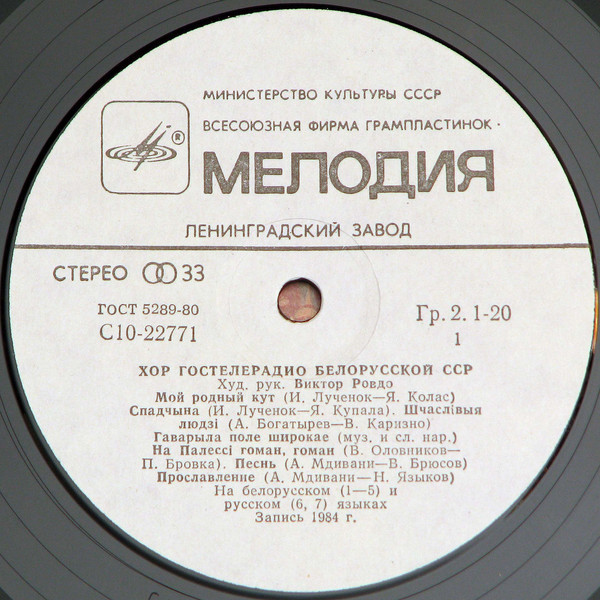 МИНИСТЕРСТВО КУЛЬТУРЫ СССР
ВСЕСОЮЗНАЯ ФИРМА ГРАМПЛАСТИНОК ·
® МЕЛОДИЯ
ЛЕНИНГРАДСКИЙ ЗАВОД
СТЕРЕО 33
ГОСТ 5289-80 Гр. 2. 1-20
С10-22771 1
ХОР ГОСТЕЛЕРАДИО БЕЛОРУССКОЙ ССР
Худ. рук. Виктор Ровдо
Мой родный кут (И. Лученок—Я. Колас)
Спадчына (И. Лученок—Я. Купала). Шчаслівыя
людзі (А. Богатырев—В. Каризно)
Гаварыла поле широкае (муз. и сл. нар.)
На Палессі гоман, гоман (В. Оловников—
П. Бровка). Песнь (А. Мдивани—В. Брюсов)
Прославление (А. Мдивани—Н. Языков)
На белорусском (1—5) и
русском (6, 7) языках
Запись 1984 г.